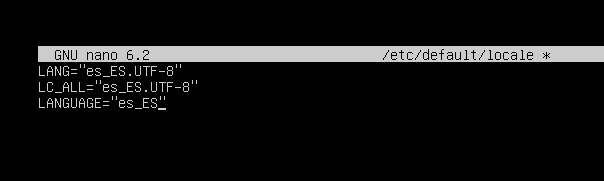 GNU nano 6.2 /etc/default/locale *
LANG="es_ES.UTF-8"
LC_ALL="es_ES.UTF-8"
LANGUAGE="es_ES"